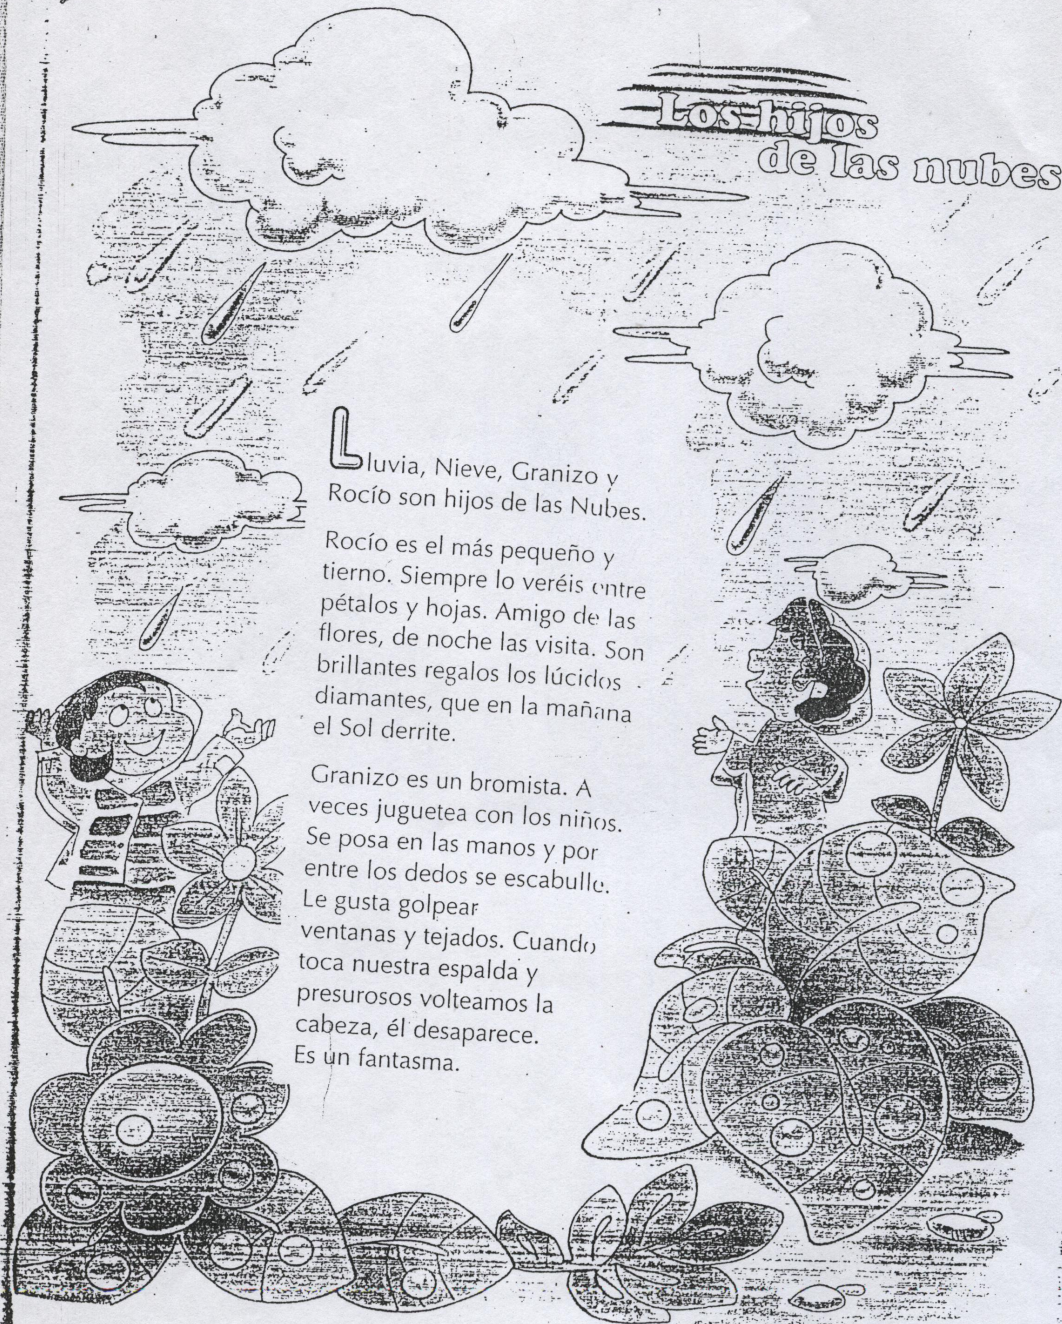 Los hijos
de las nubes
Lluvia, Nieve, Granizo y
Rocío son hijos de las Nubes.
Rocío es el más pequeño y
tierno. Siempre lo veréis entre
pétalos y hojas. Amigo de las
flores, de noche las visita. Son
brillantes regalos los lúcidos
diamantes, que en la mañana
el Sol derrite.
Granizo es un bromista. A
veces juguetea con los niños.
Se posa en las manos y por
entre los dedos se escabulle.
Le gusta golpear
ventanas y tejados. Cuando
toca nuestra espalda y
presurosos volteamos la
cabeza, él desaparece.
Es un fantasma.